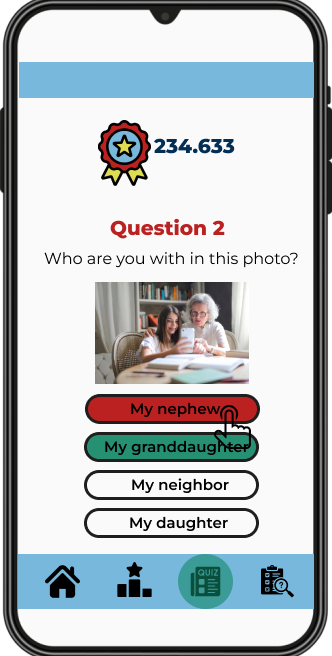 234.633
Question 2
Who are you with in this photo?
My nephew
My granddaughter
My neighbor
My daughter
QUIZ
?